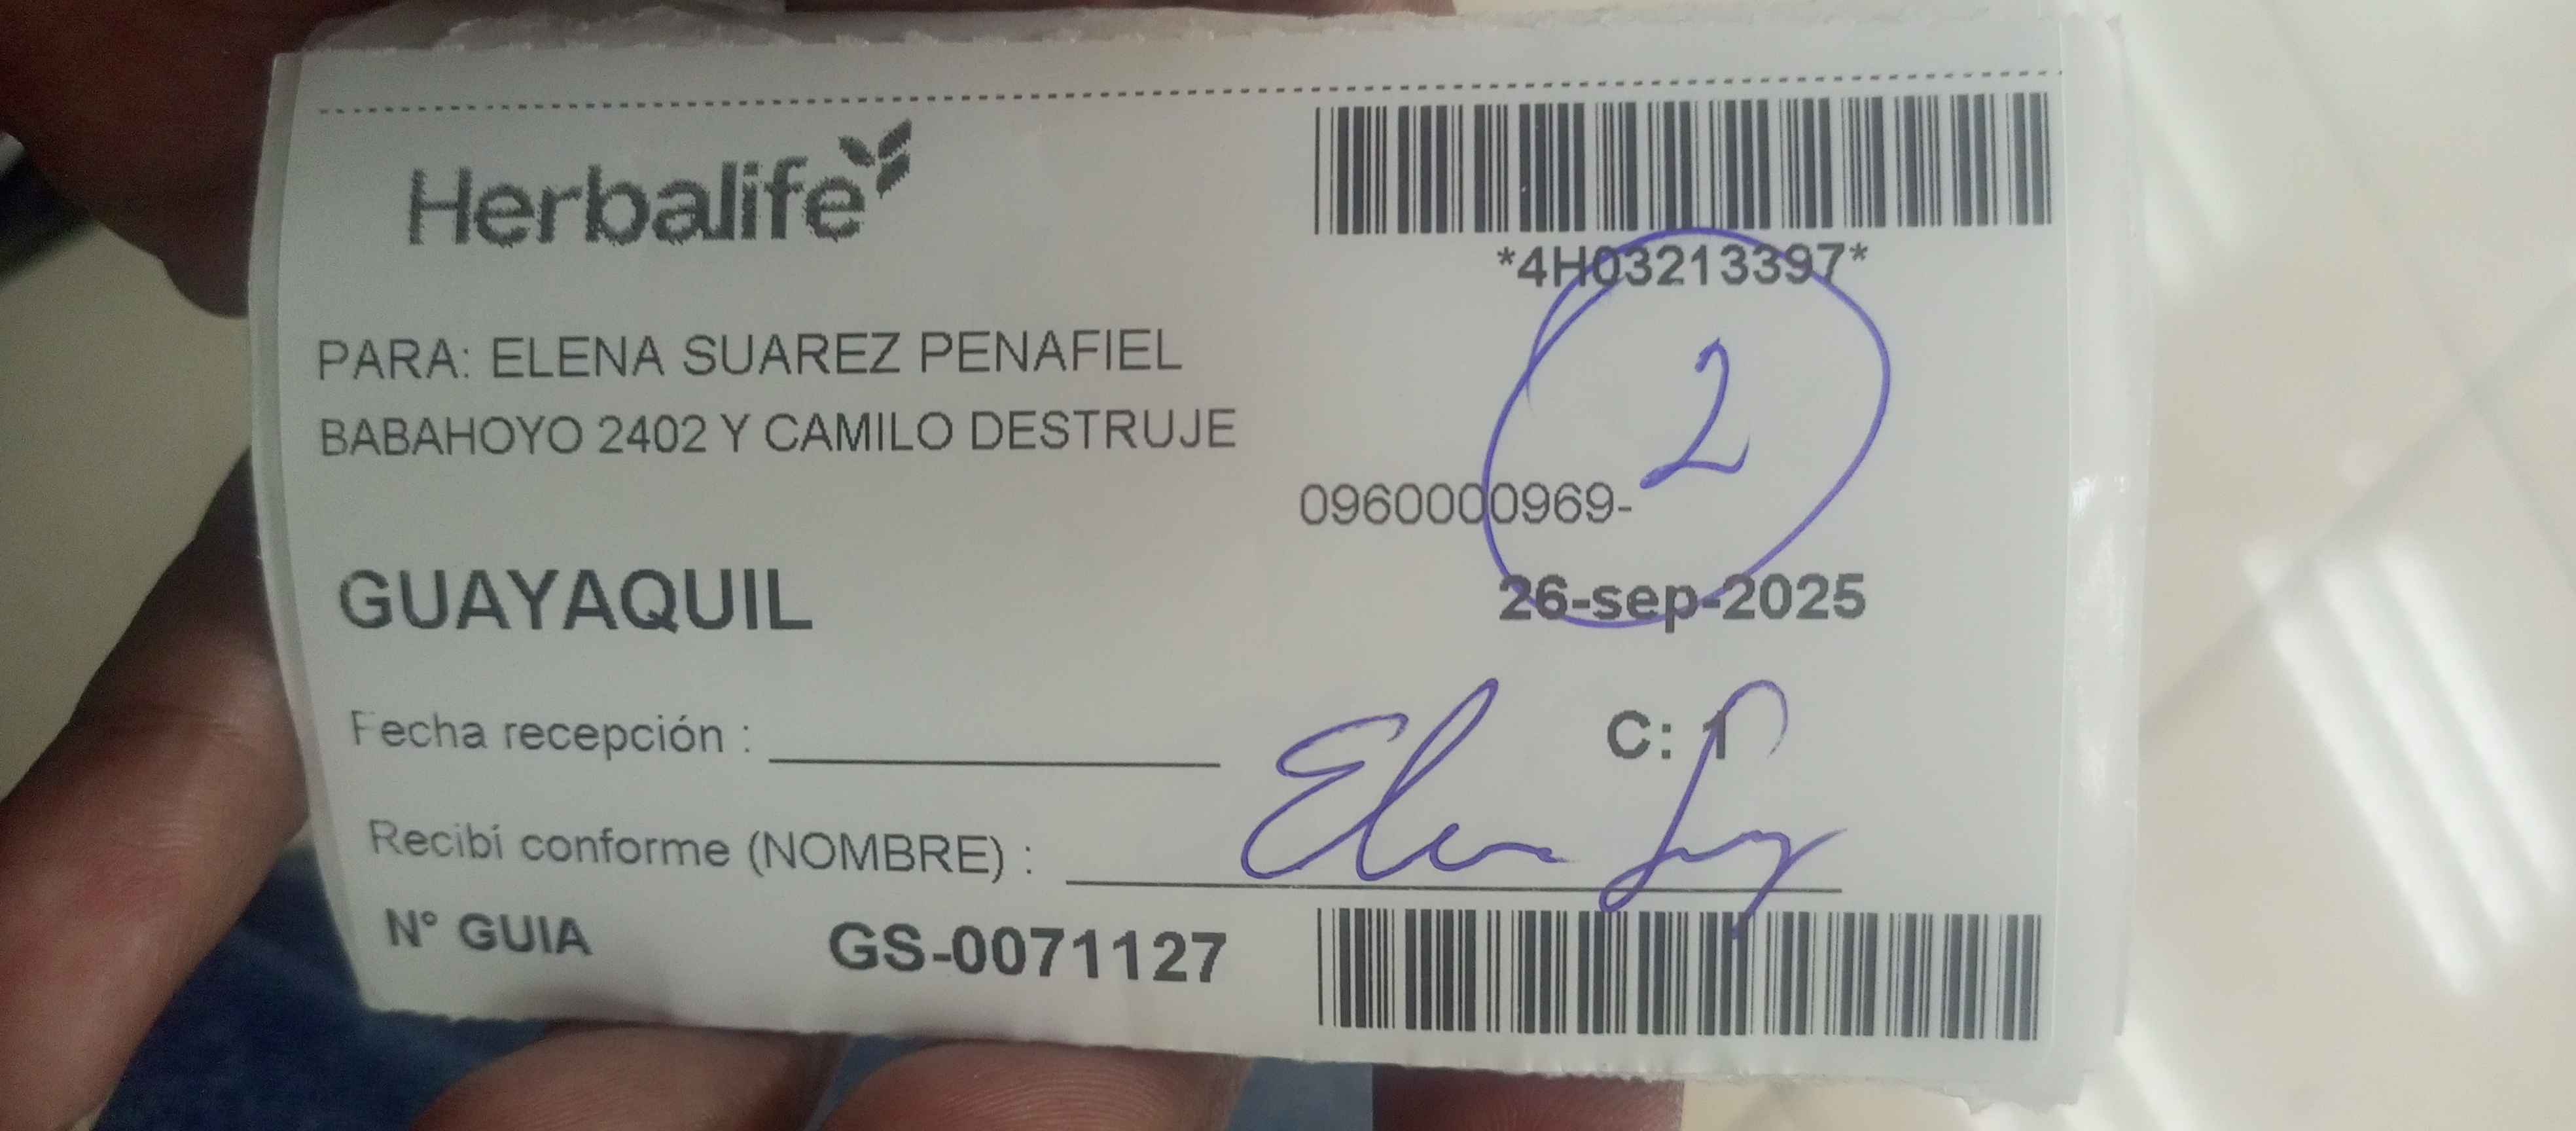 Herbalife
*4H03213397*
2
PARA: ELENA SUAREZ PENAFIEL
BABAHOYO 2402 Y CAMILO DESTRUJE
0960000969-
GUAYAQUIL
26-sep-2025
Fecha recepción :
C: 1
Recibí conforme (NOMBRE) : Elena
N° GUIA GS-0071127